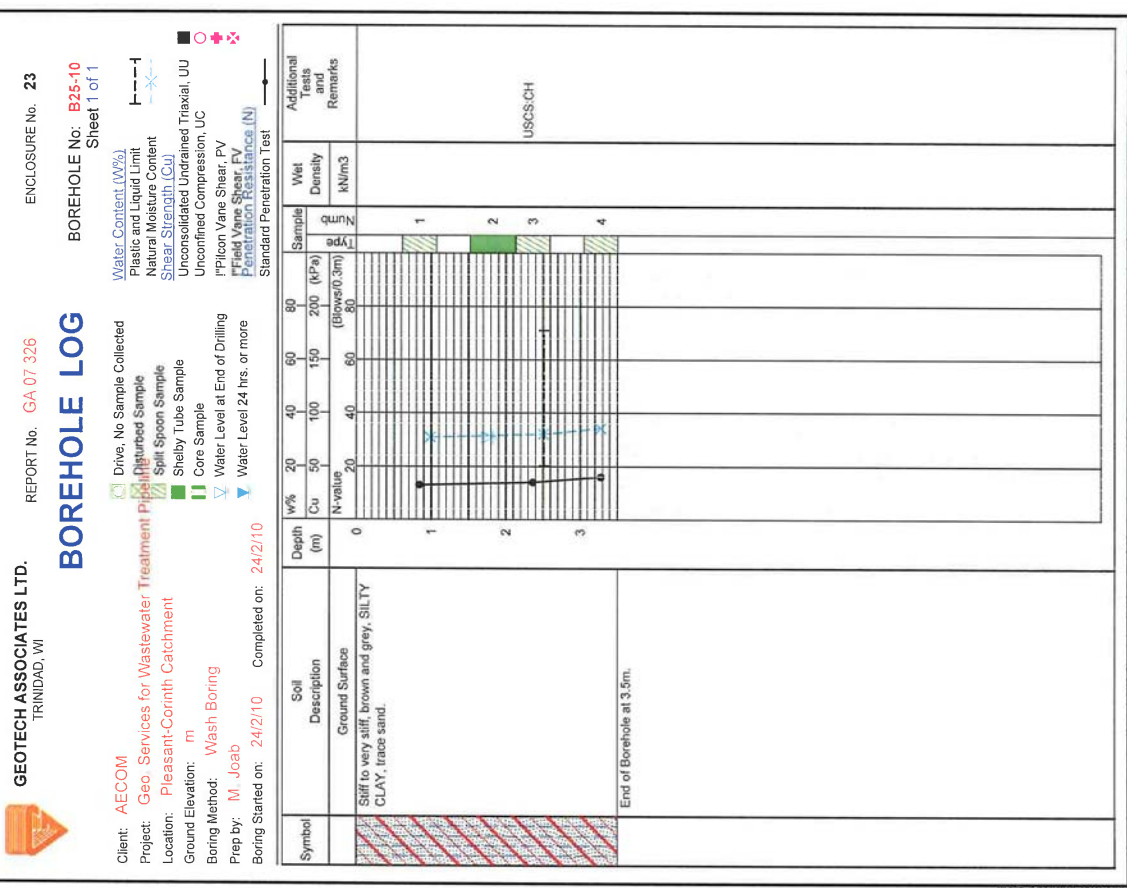 GEOTECH ASSOCIATES LTD.
TRINIDAD, WI
REPORT No. GA 07 326
ENCLOSURE No. 23
BOREHOLE LOG
BOREHOLE No: B25-10
Sheet 1 of 1
Client: AECOM
Project: Geo. Services for Wastewater Treatment Pipeline
Location: Pleasant-Corinth Catchment
Ground Elevation: m
Boring Method: Wash Boring
Prep by: M. Joab
Boring Started on: 24/2/10 Completed on: 24/2/10
Drive, No Sample Collected
Disturbed Sample
Split Spoon Sample
Shelby Tube Sample
Core Sample
Water Level at End of Drilling
Water Level 24 hrs. or more
Water Content (W%)
Plastic and Liquid Limit
Natural Moisture Content
Shear Strength (Cu)
Unconsolidated Undrained Triaxial, UU
Unconfined Compression, UC
!"Pilcon Vane Shear, PV
!"Field Vane Shear, FV
Penetration Resistance (N)
Standard Penetration Test
Symbol
Soil
Description
Depth
(m)
w% 20 40 60 80
Cu 50 100 150 200 (kPa)
N-value (Blows/0.3m)
20 40 60 80
Sample
Type
Numb
Wet
Density
kN/m3
Additional
Tests
and
Remarks
Ground Surface
0
Stiff to very stiff, brown and grey, SILTY
CLAY, trace sand.
1
1
2
2
3
USCS:CH
3
4
End of Borehole at 3.5m.